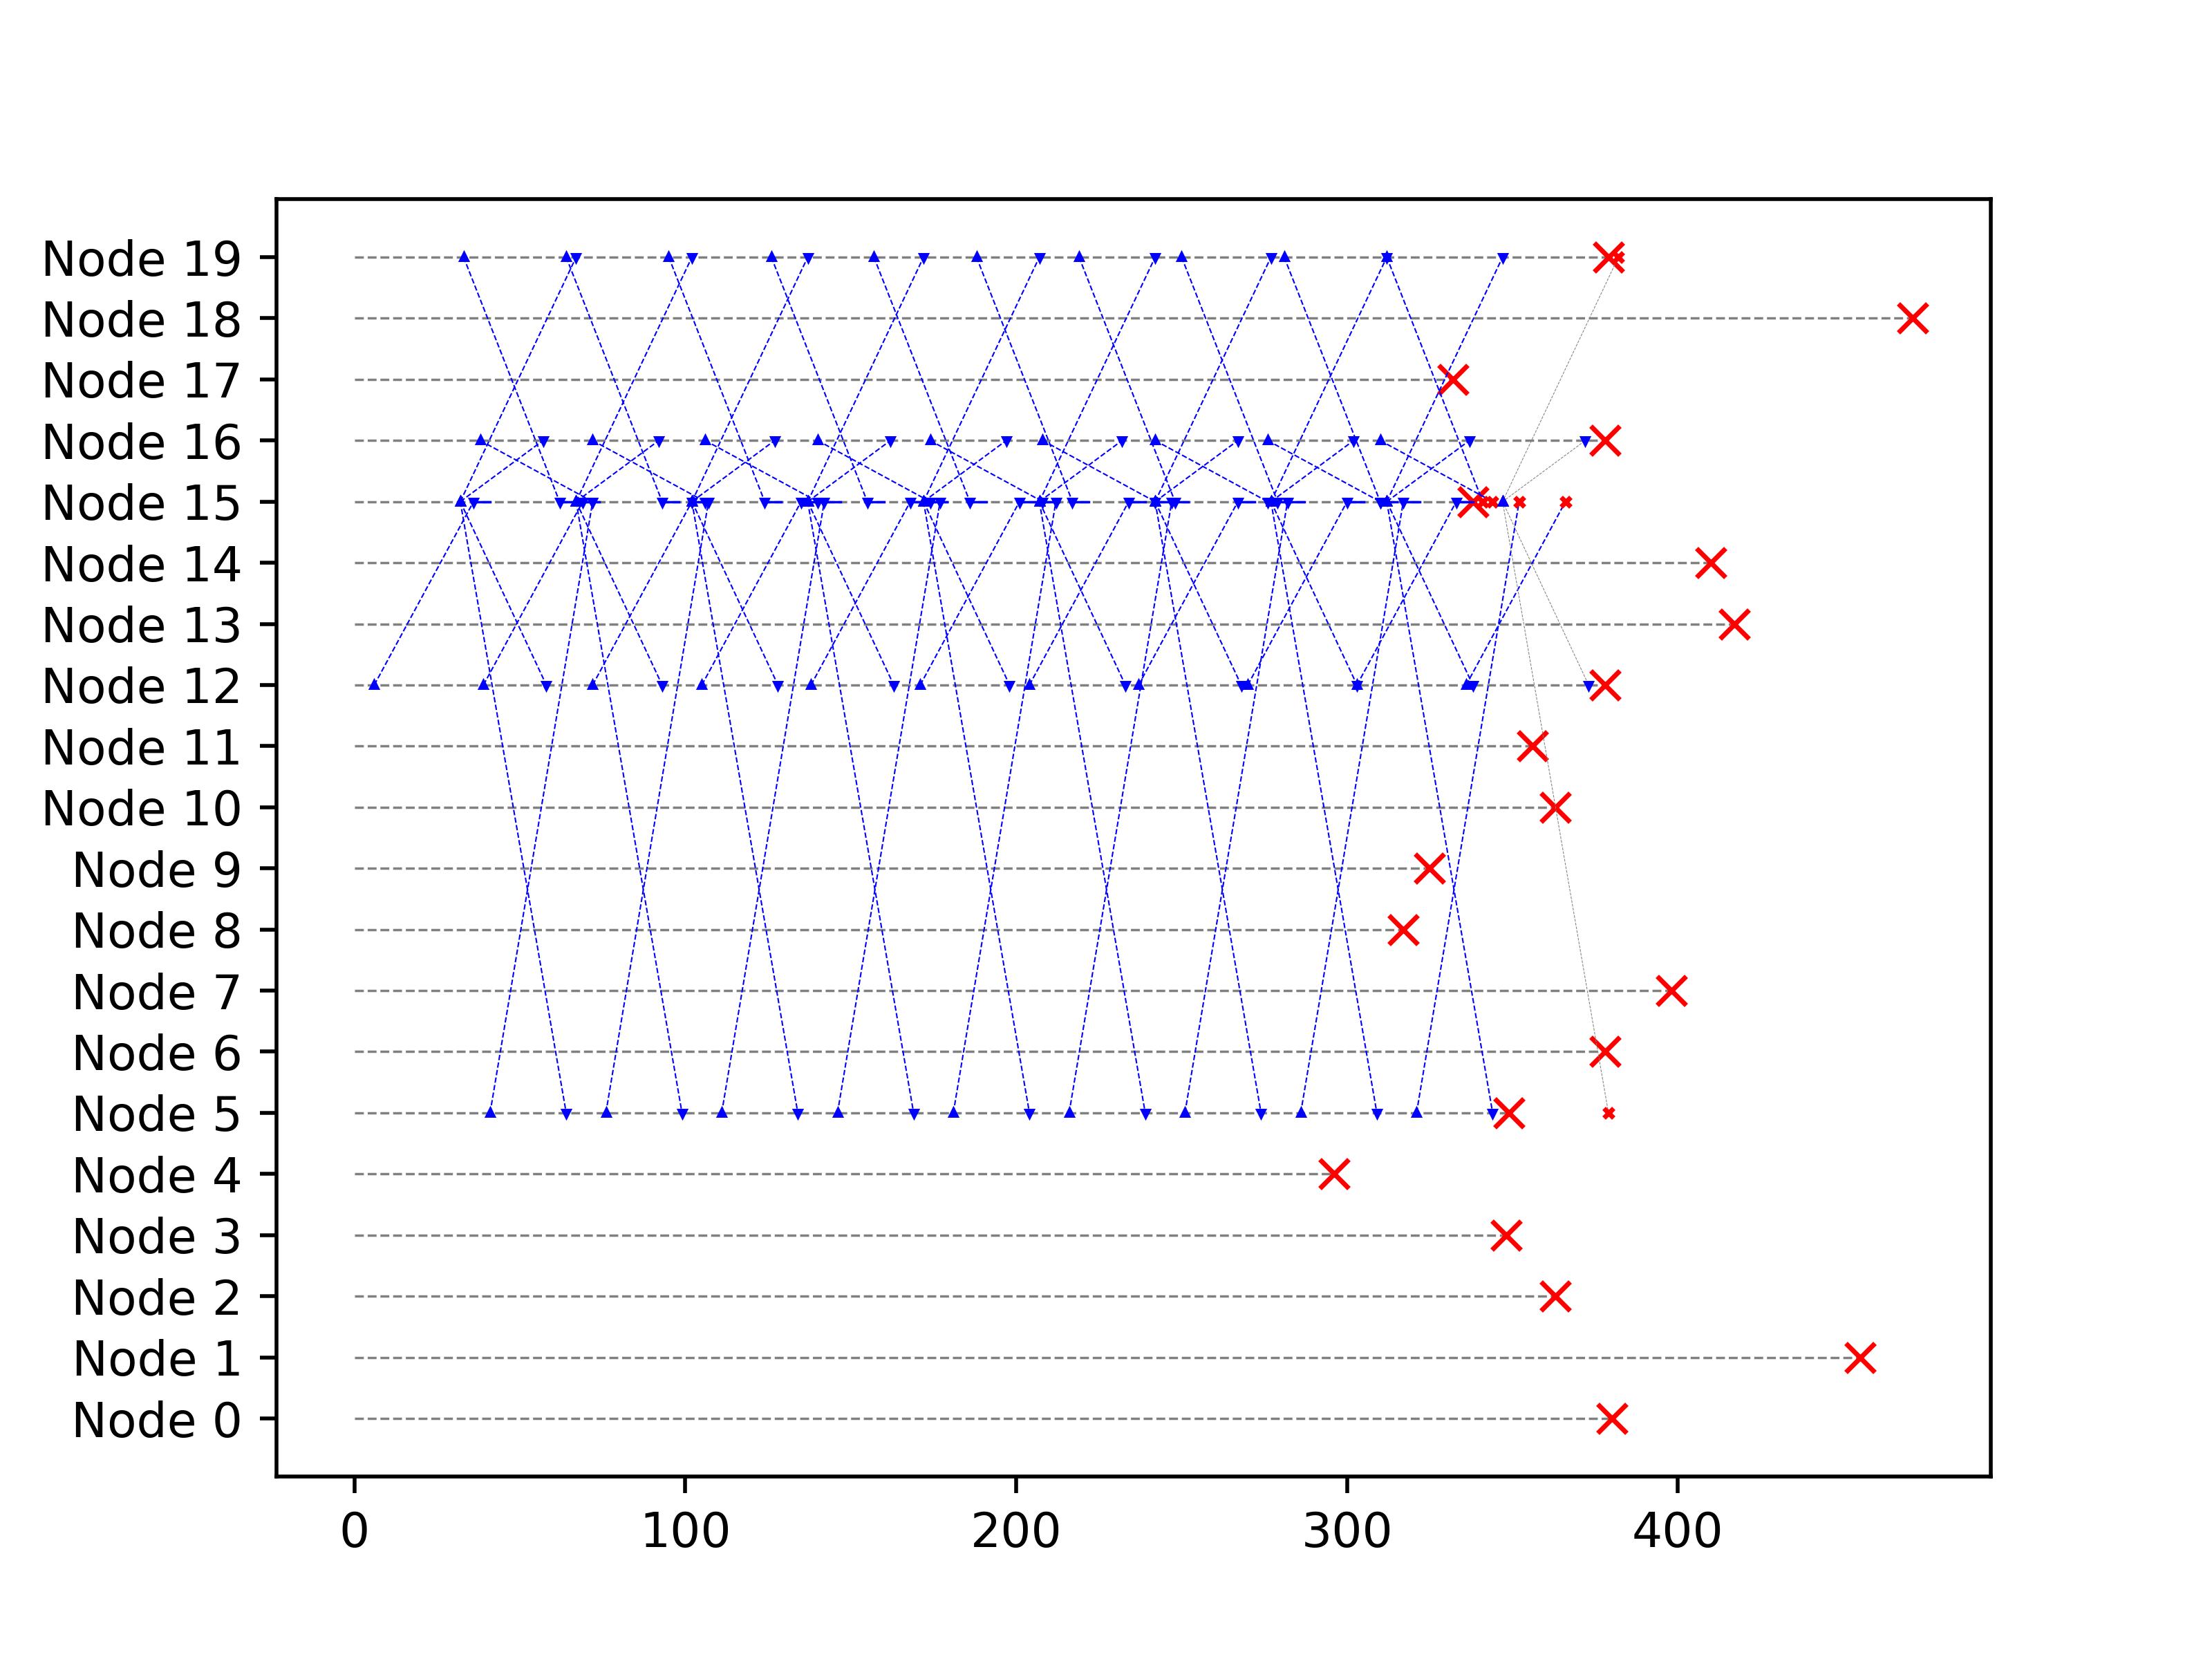 Node 19
Node 18
Node 17
Node 16
Node 15
Node 14
Node 13
Node 12
Node 11
Node 10
Node 9
Node 8
Node 7
Node 6
Node 5
Node 4
Node 3
Node 2
Node 1
Node 0
0 100 200 300 400